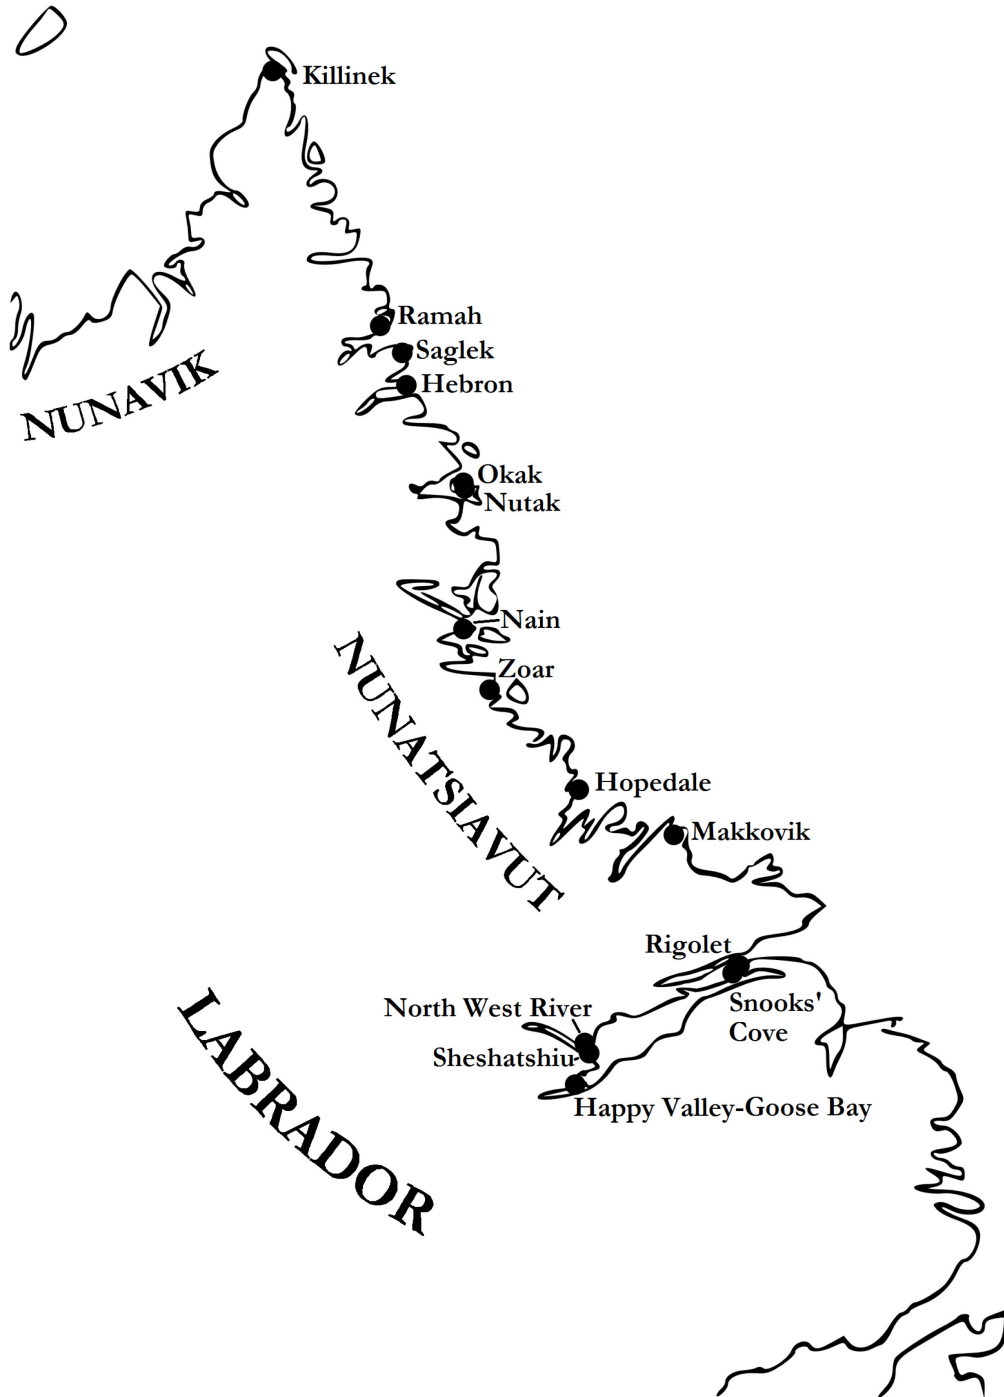 Killinek
Ramah
Saglek
Hebron
NUNAVIK
Okak
Nutak
Nain
Zoar
NUNATSIAVUT
Hopedale
Makkovik
Rigolet
Snooks'
Cove
North West River
Sheshatshiu
Happy Valley-Goose Bay
LABRADOR